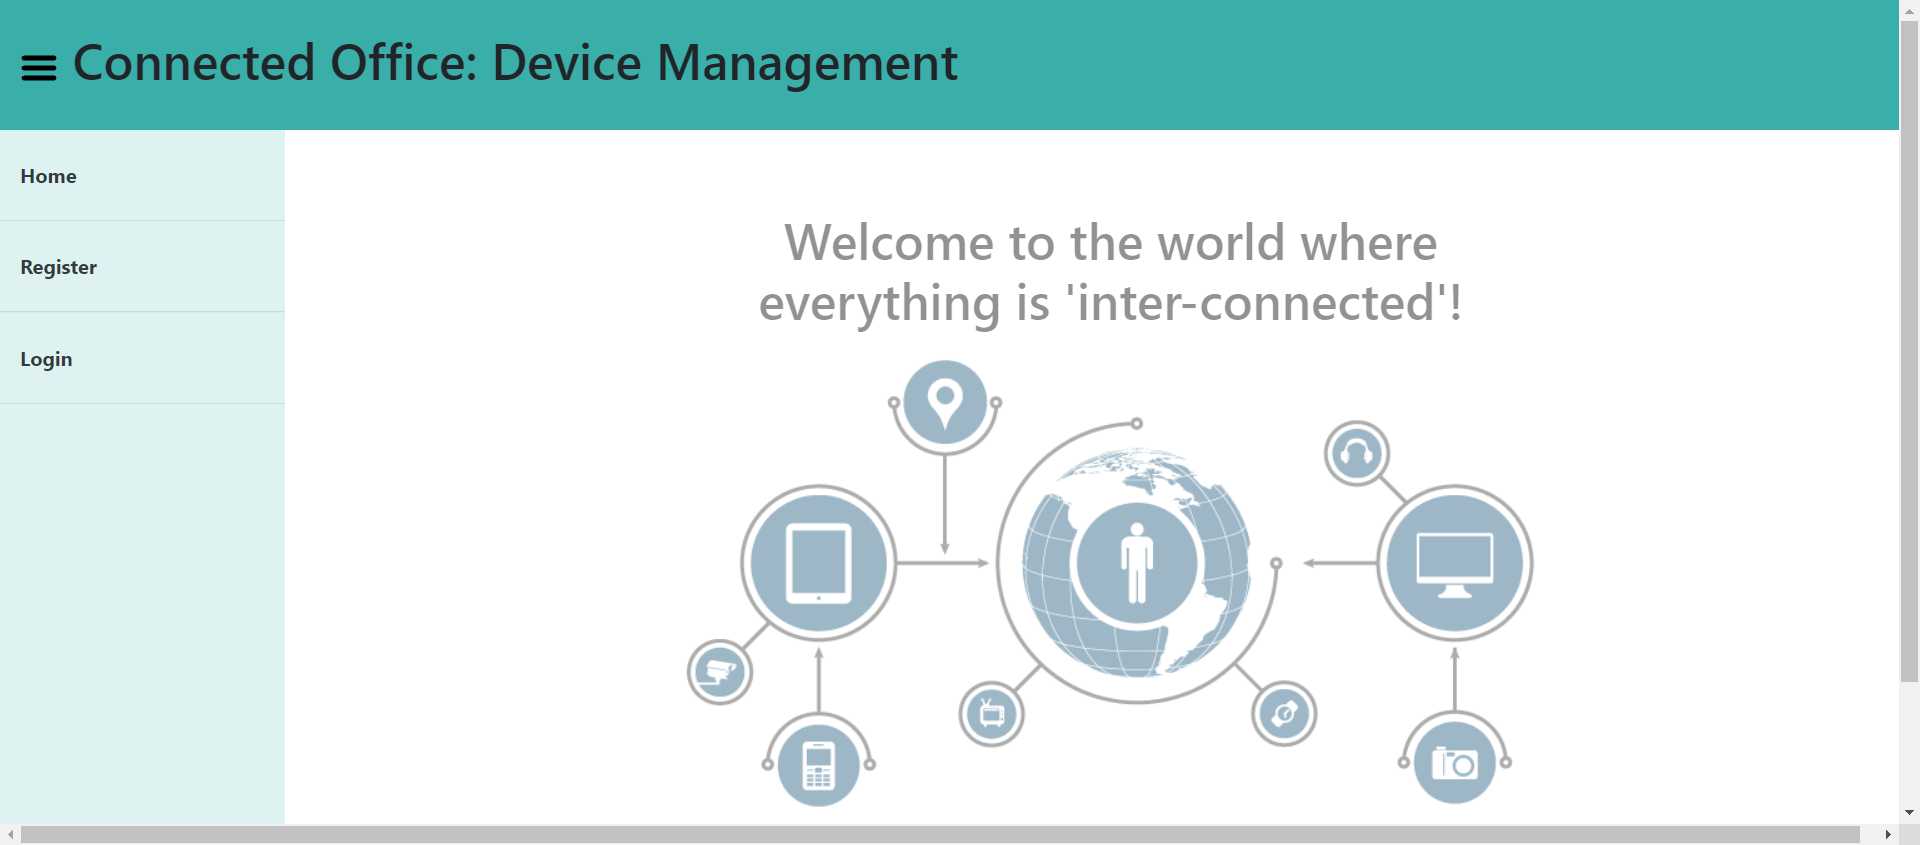 Connected Office: Device Management
Home
Register
Login
Welcome to the world where
everything is 'inter-connected'!